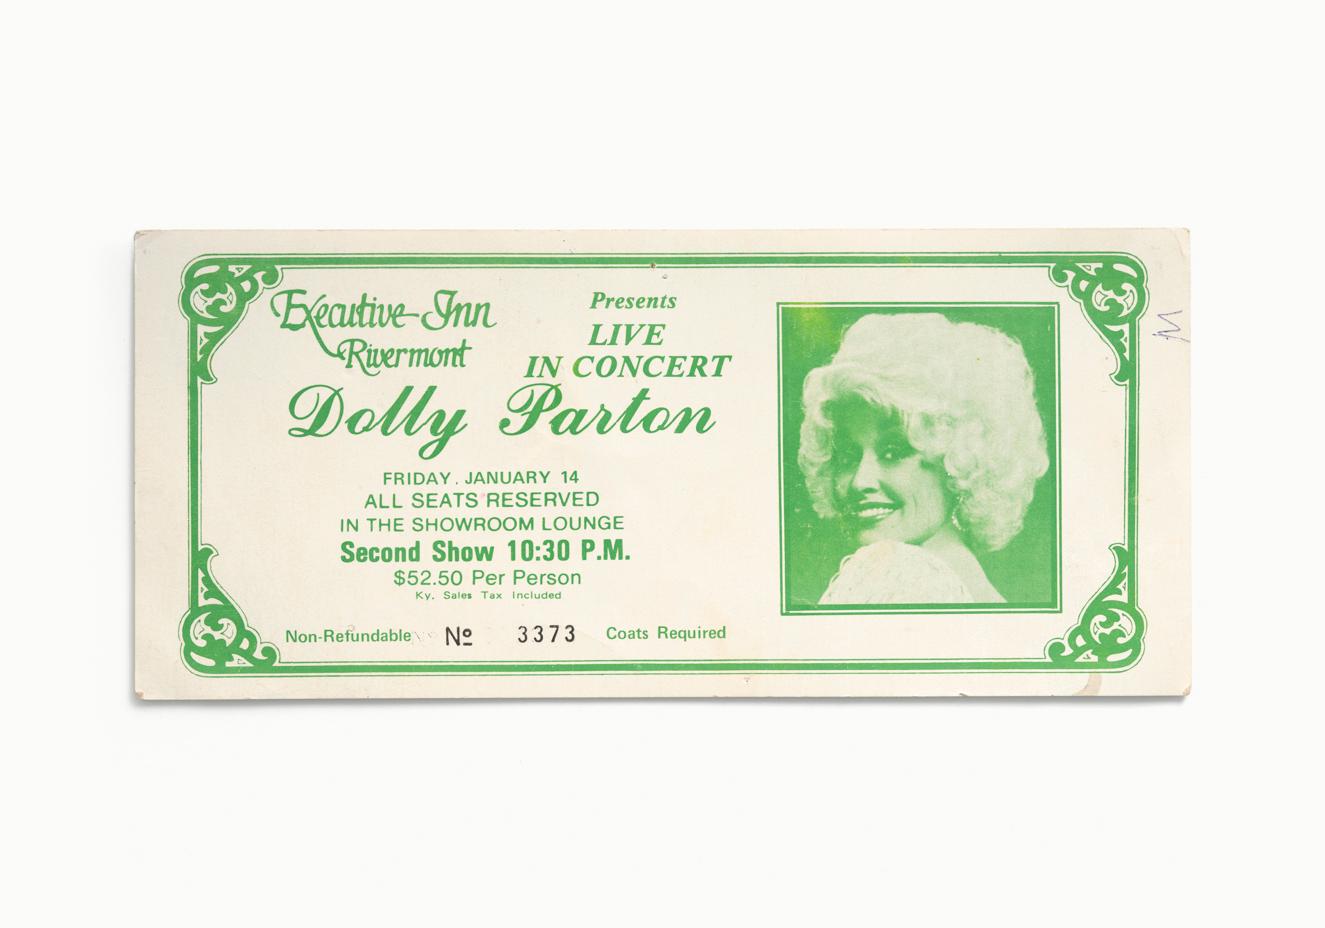 Executive Inn
Rivermont
Presents
LIVE
IN CONCERT
Dolly Parton
FRIDAY, JANUARY 14
ALL SEATS RESERVED
IN THE SHOWROOM LOUNGE
Second Show 10:30 P.M.
$52.50 Per Person
Ky. Sales Tax Included
Non-Refundable № 3373 Coats Required
M